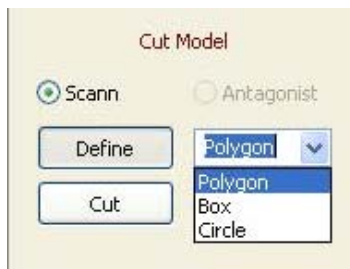 Cut Model
Scann Antagonist
Define Polygon
Polygon
Cut Box
Circle